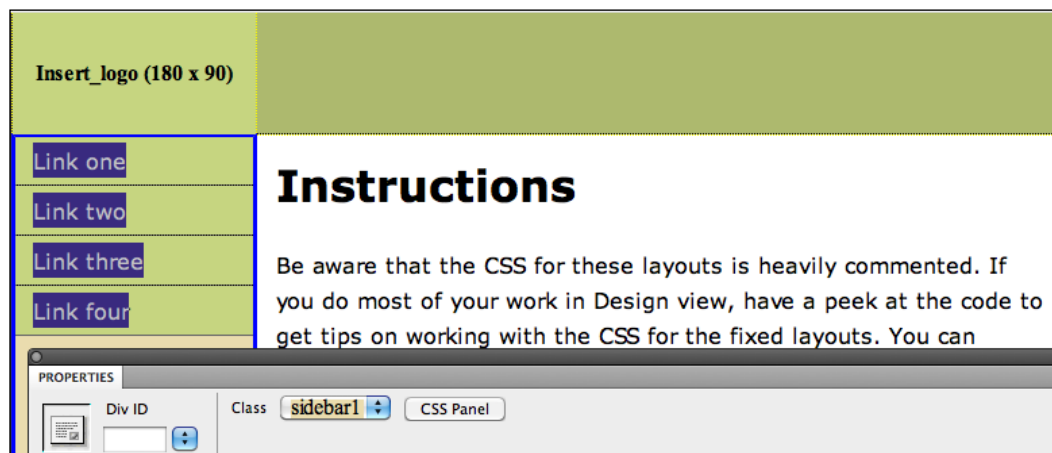 Insert_logo (180 x 90)
Link one
Link two
Link three
Link four
Instructions
Be aware that the CSS for these layouts is heavily commented. If
you do most of your work in Design view, have a peek at the code to
get tips on working with the CSS for the fixed layouts. You can
PROPERTIES
Div ID
Class sidebar1 CSS Panel